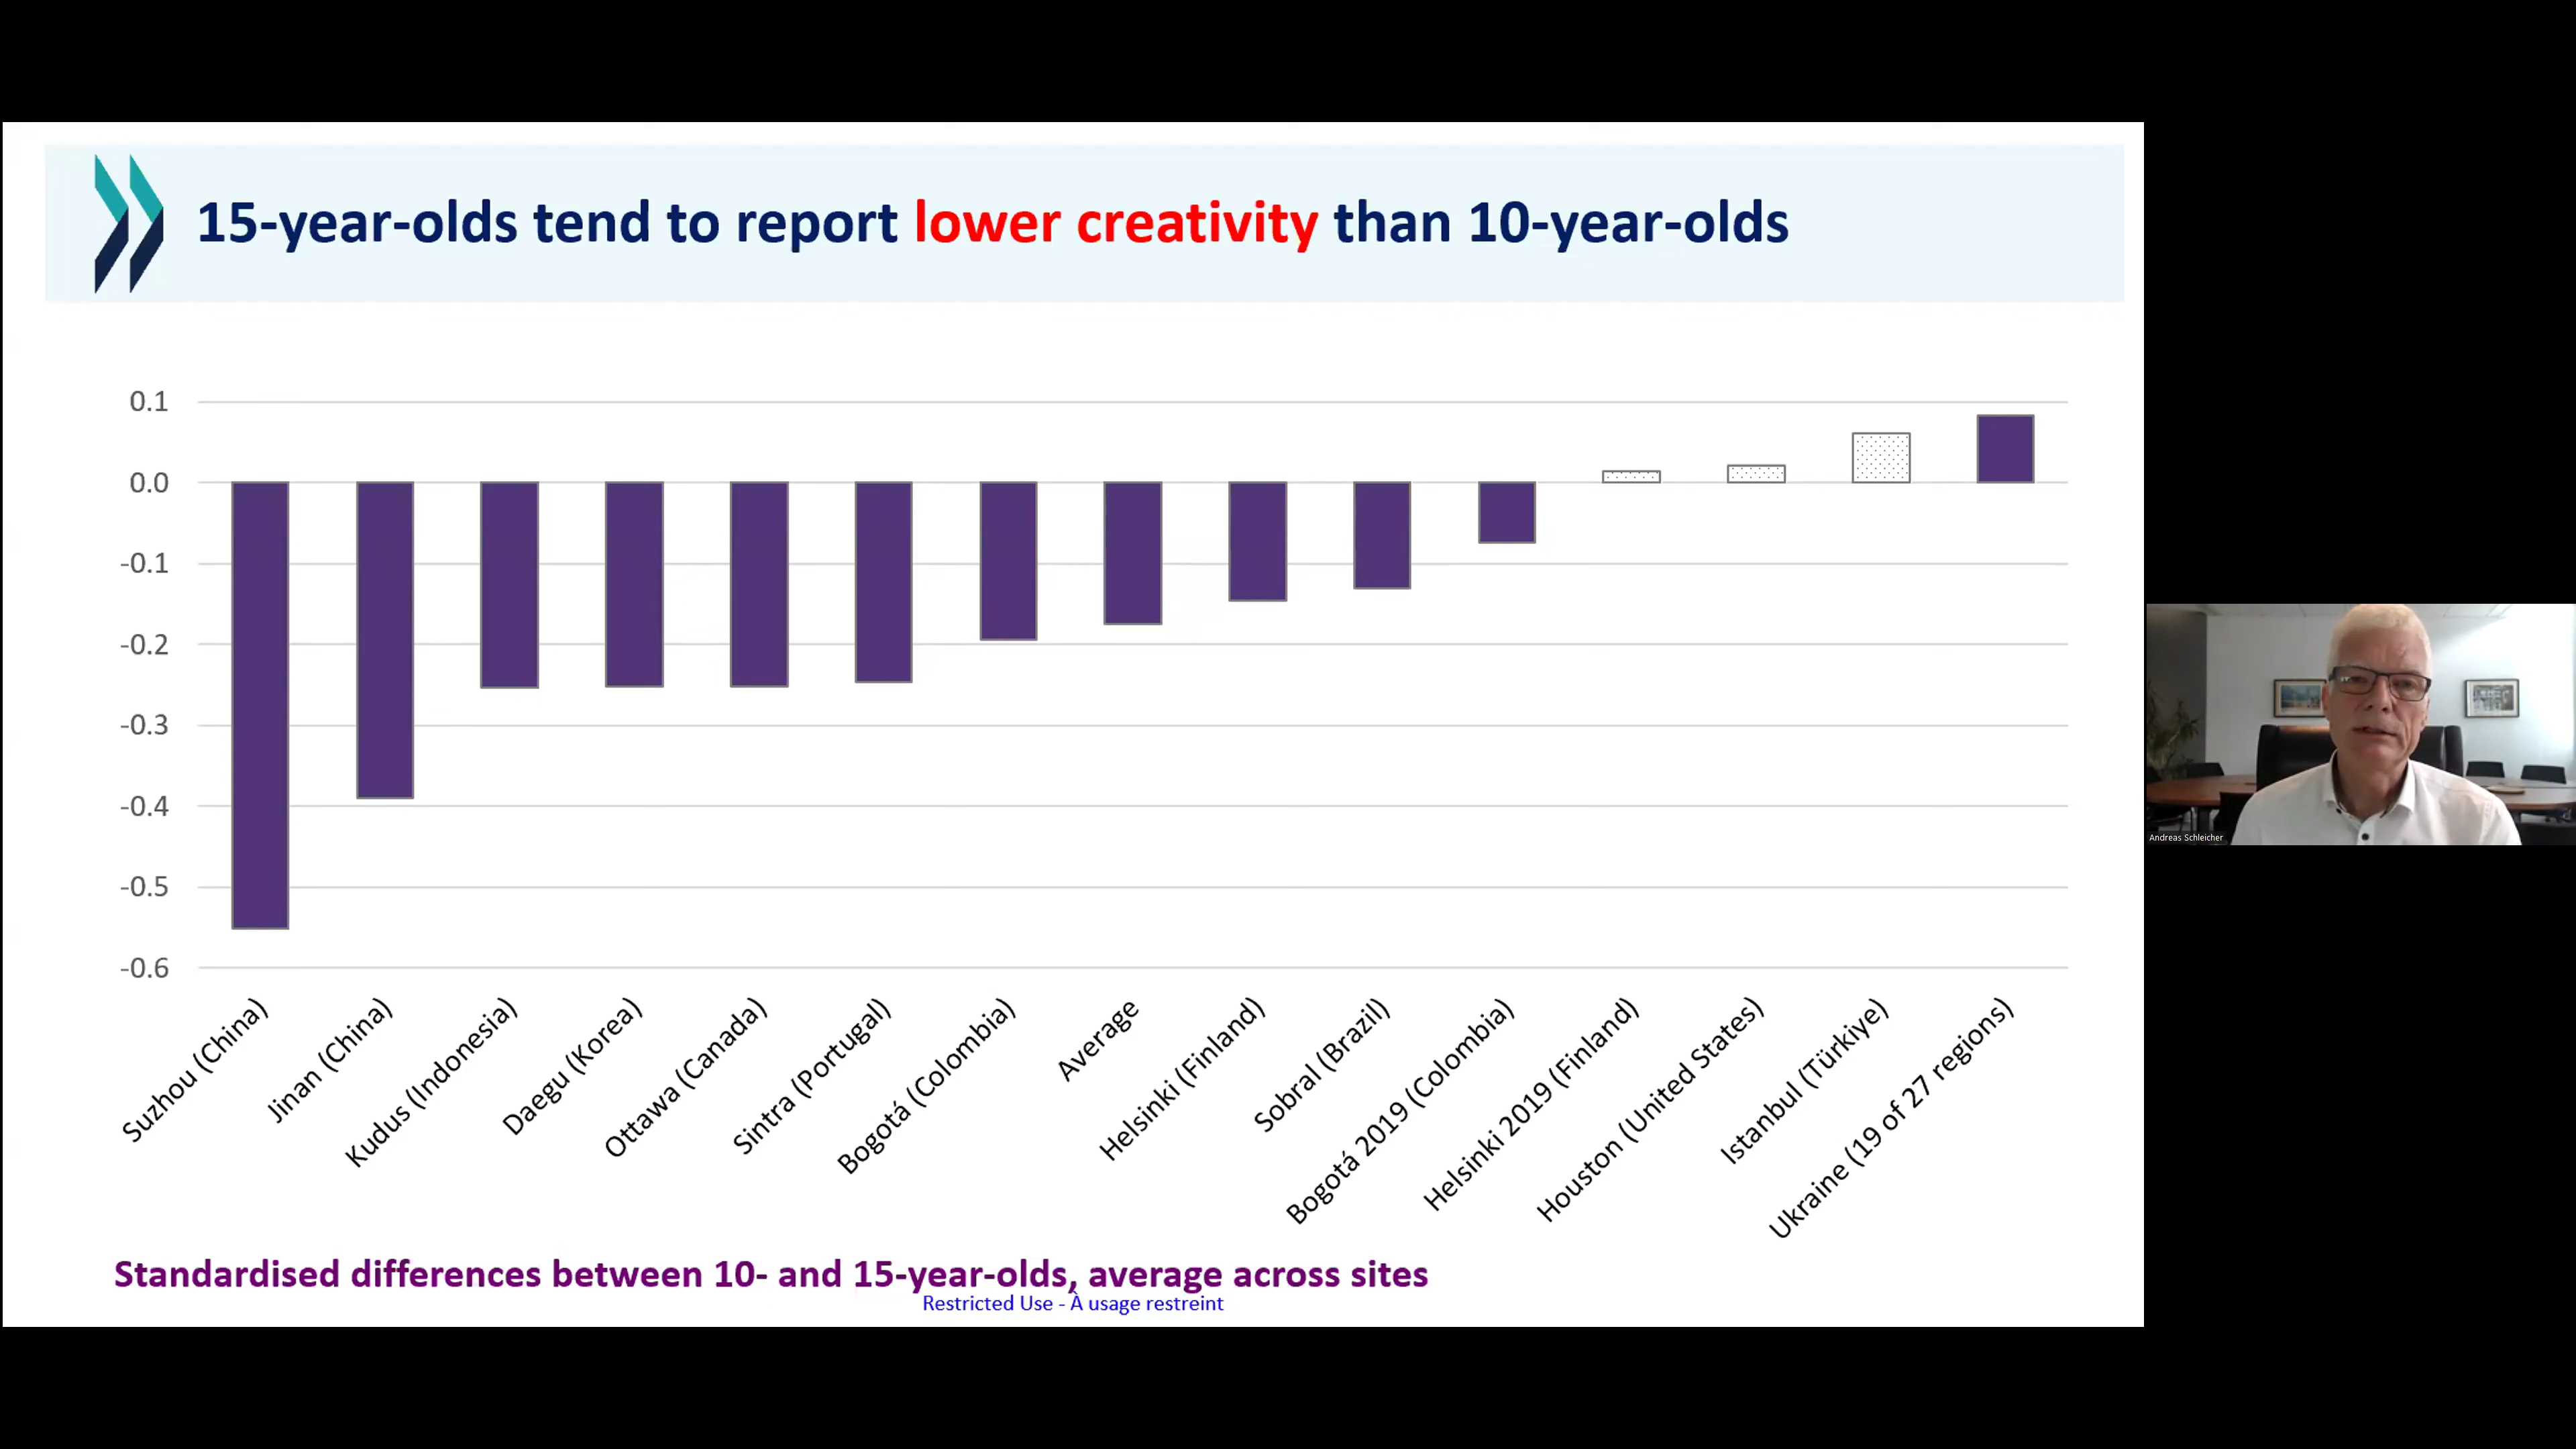 15-year-olds tend to report lower creativity than 10-year-olds
0.1
0.0
-0.1
-0.2
-0.3
-0.4
-0.5
-0.6
Suzhou (China)
Jinan (China)
Kudus (Indonesia)
Daegu (Korea)
Ottawa (Canada)
Sintra (Portugal)
Bogotá (Colombia)
Average
Helsinki (Finland)
Sobral (Brazil)
Bogotá 2019 (Colombia)
Helsinki 2019 (Finland)
Houston (United States)
Istanbul (Türkiye)
Ukraine (19 of 27 regions)
Standardised differences between 10- and 15-year-olds, average across sites
Restricted Use - À usage restreint
Andreas Schleicher